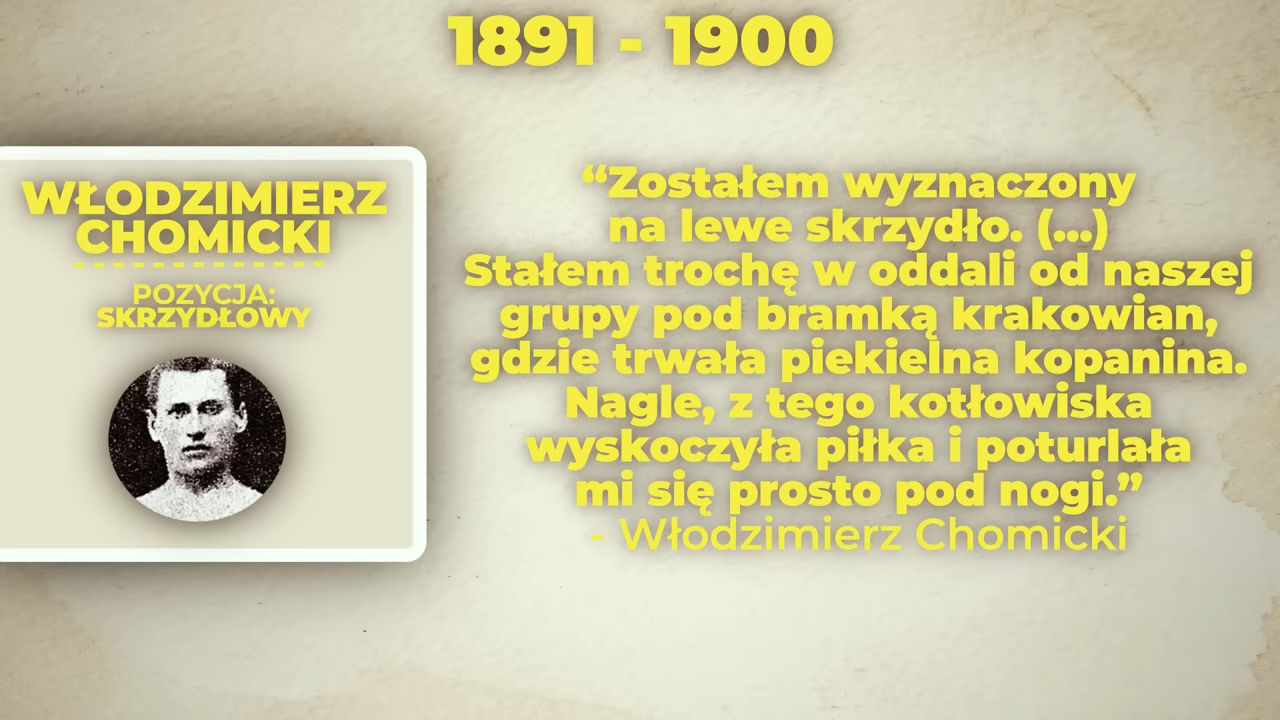 1891 - 1900
WŁODZIMIERZ
CHOMICKI
POZYCJA:
SKRZYDŁOWY
“Zostałem wyznaczony
na lewe skrzydło. (...)
Stałem trochę w oddali od naszej
grupy pod bramką krakowian,
gdzie trwała piekielna kopanina.
Nagle, z tego kotłowiska
wyskoczyła piłka i poturlała
mi się prosto pod nogi.”
- Włodzimierz Chomicki